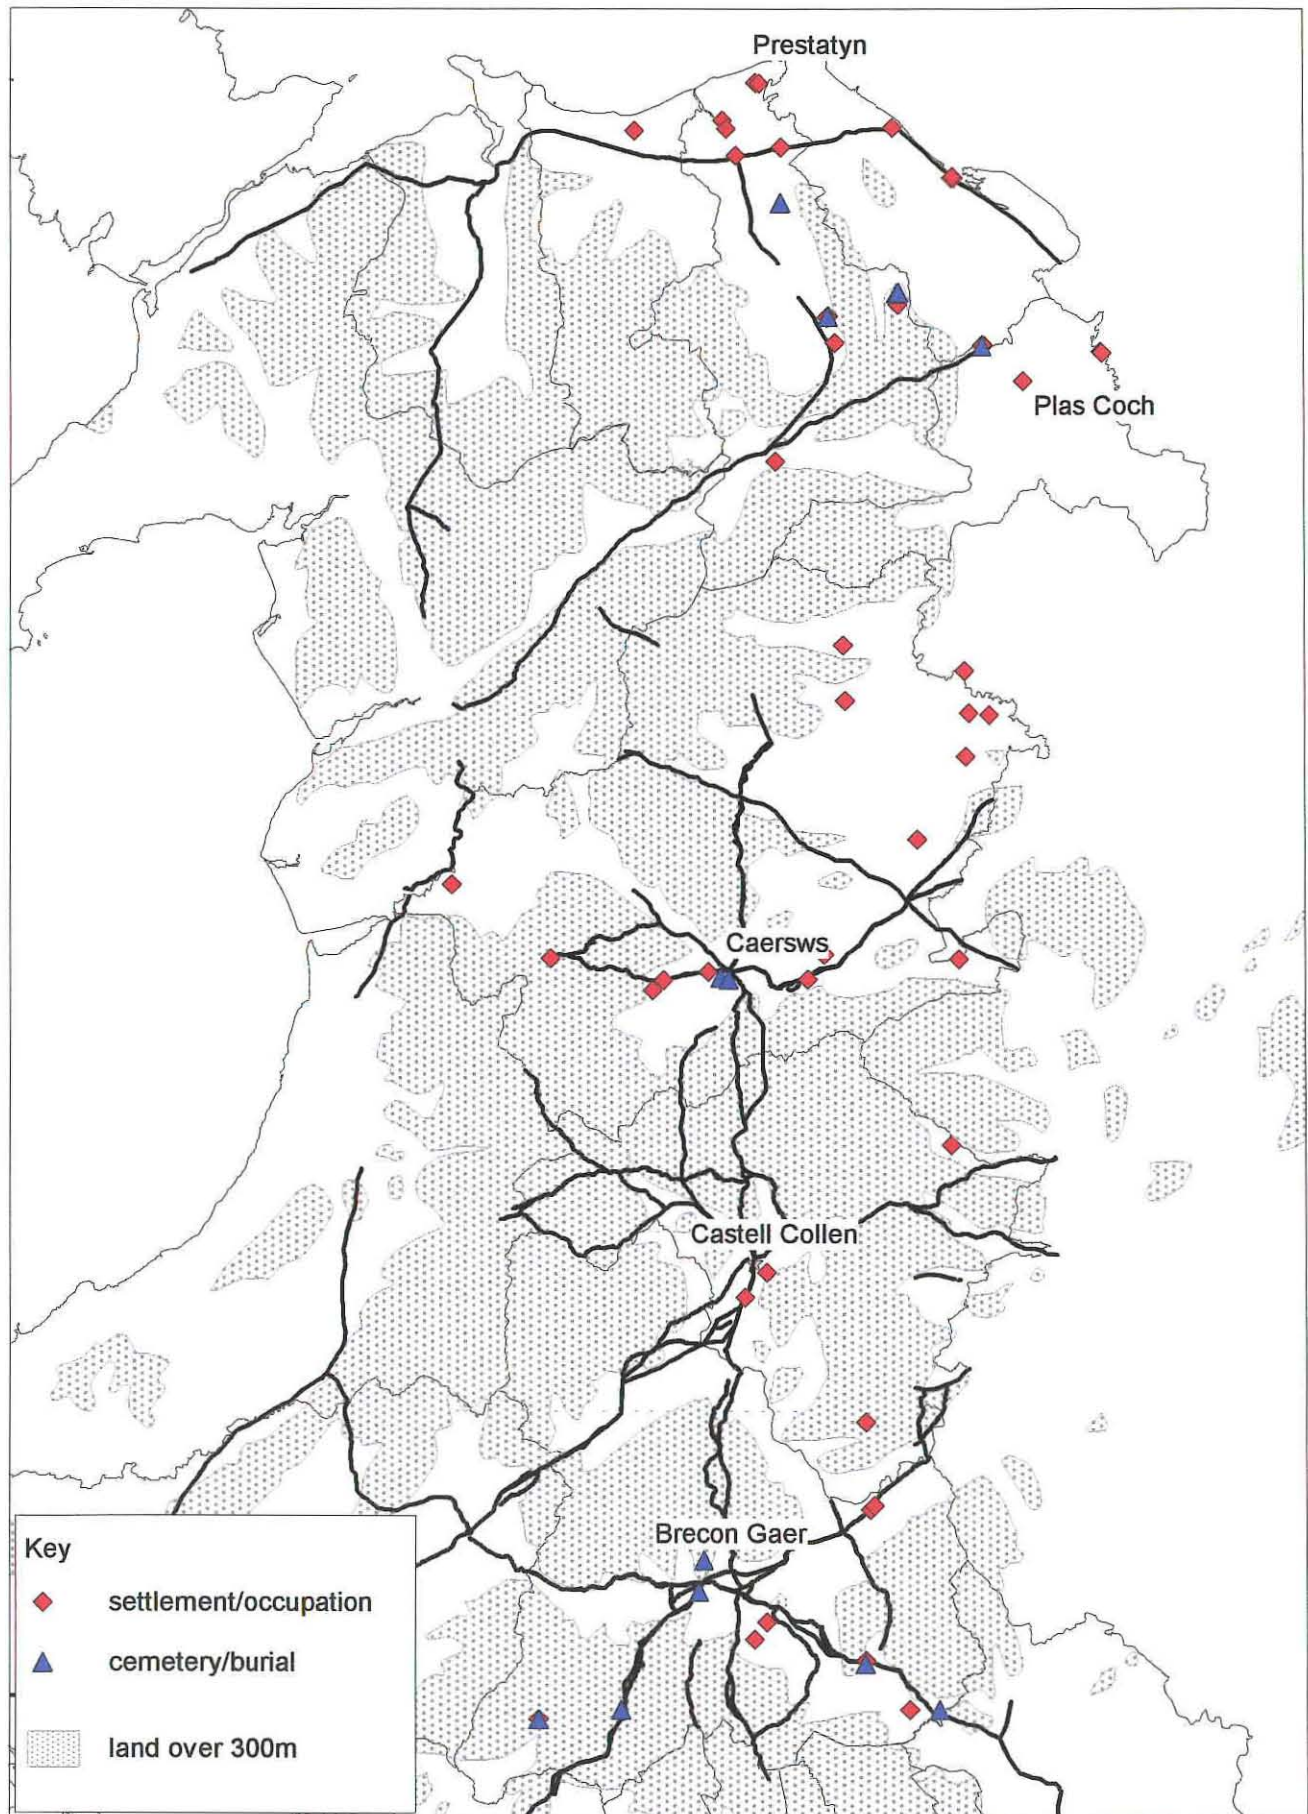 Prestatyn
Plas Coch
Caersws
Castell Collen
Brecon Gaer
Key
settlement/occupation
cemetery/burial
land over 300m